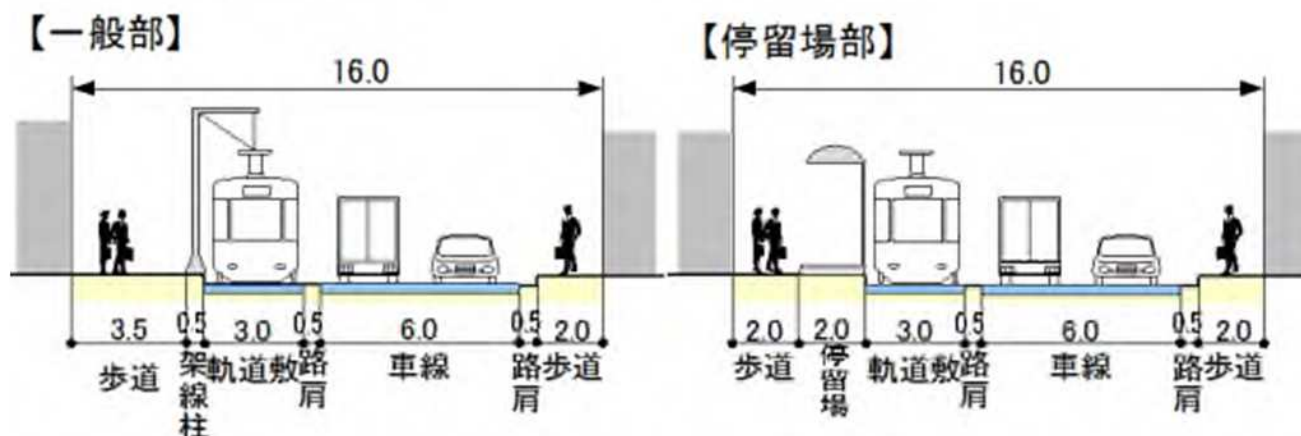 【一般部】
16.0
3.5 0.5 3.0 0.5 6.0 0.5 2.0
歩道 架線柱 軌道敷 路肩 車線 路肩 歩道
【停留場部】
16.0
2.0 2.0 3.0 0.5 6.0 0.5 2.0
歩道 停留場 軌道敷 路肩 車線 路肩 歩道